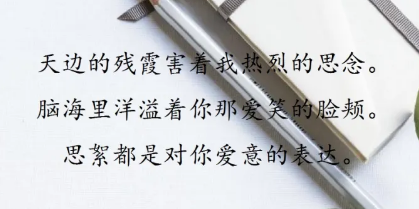 天边的残霞害着我热烈的思念。
脑海里洋溢着你那爱笑的脸颊。
思絮都是对你爱意的表达。